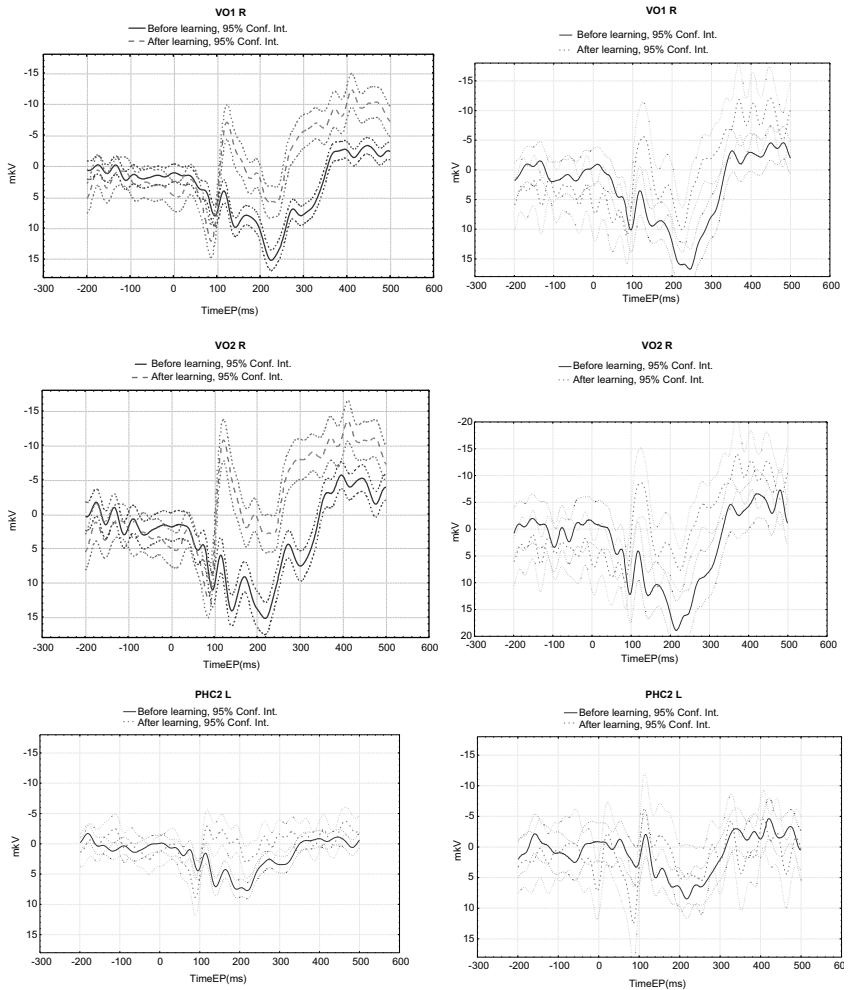 VO1 R
Before learning, 95% Conf. Int.
After learning, 95% Conf. Int.
-15
-10
-5
0
5
10
15
mkV
-300 -200 -100 0 100 200 300 400 500 600
TimeEP(ms)
VO1 R
Before learning, 95% Conf. Int.
After learning, 95% Conf. Int.
-15
-10
-5
0
5
10
15
mkV
-300 -200 -100 0 100 200 300 400 500 600
TimeEP(ms)
VO2 R
Before learning, 95% Conf. Int.
After learning, 95% Conf. Int.
-15
-10
-5
0
5
10
15
mkV
-300 -200 -100 0 100 200 300 400 500 600
TimeEP(ms)
VO2 R
Before learning, 95% Conf. Int.
After learning, 95% Conf. Int.
-20
-15
-10
-5
0
5
10
15
20
mkV
-300 -200 -100 0 100 200 300 400 500 600
TimeEP(ms)
PHC2 L
Before learning, 95% Conf. Int.
After learning, 95% Conf. Int.
-15
-10
-5
0
5
10
15
mkV
-300 -200 -100 0 100 200 300 400 500 600
TimeEP(ms)
PHC2 L
Before learning, 95% Conf. Int.
After learning, 95% Conf. Int.
-15
-10
-5
0
5
10
15
mkV
-300 -200 -100 0 100 200 300 400 500 600
TimeEP(ms)